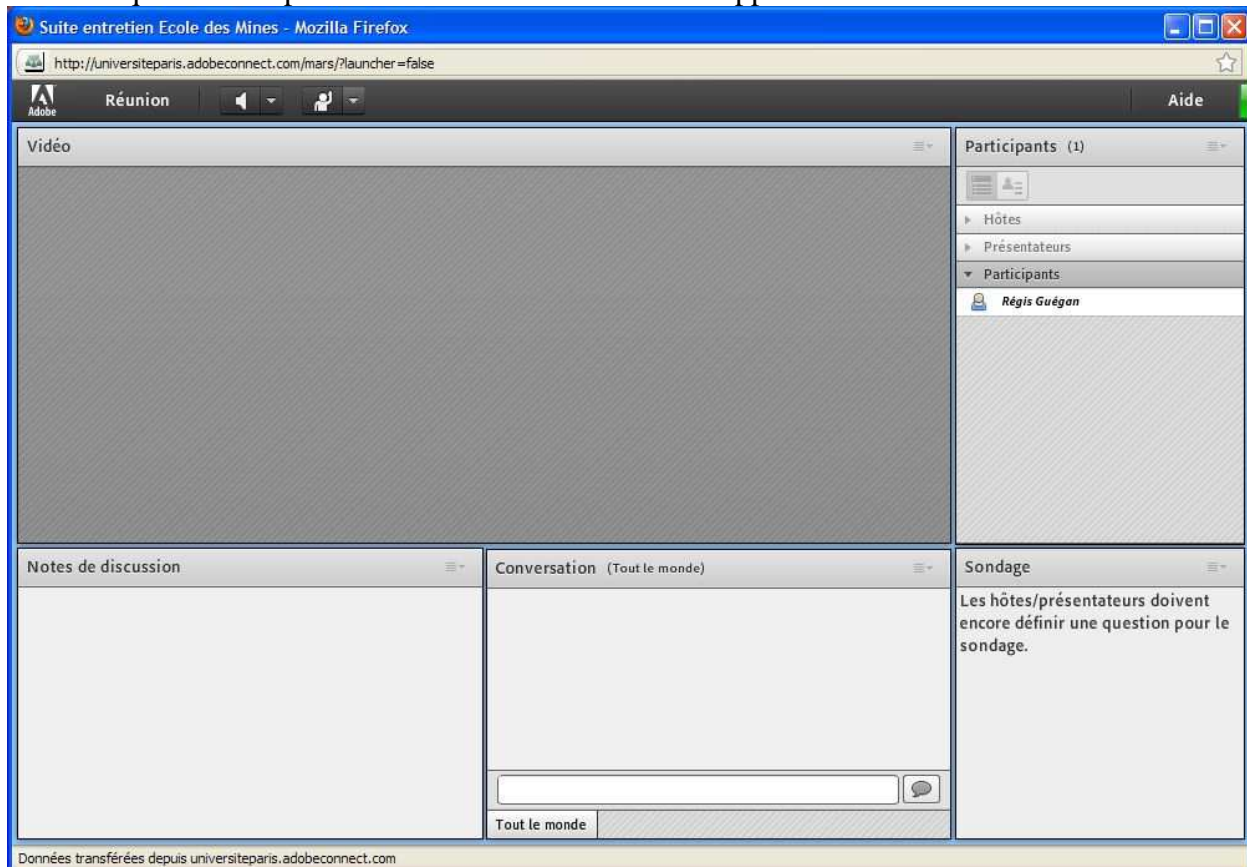 Suite entretien Ecole des Mines - Mozilla Firefox
http://universiteparis.adobeconnect.com/mars/?launcher=false
Adobe
Réunion
Aide
Vidéo
Participants (1)
Hôtes
Présentateurs
Participants
Régis Guégan
Notes de discussion
Conversation (Tout le monde)
Tout le monde
Sondage
Les hôtes/présentateurs doivent
encore définir une question pour le
sondage.
Données transférées depuis universiteparis.adobeconnect.com